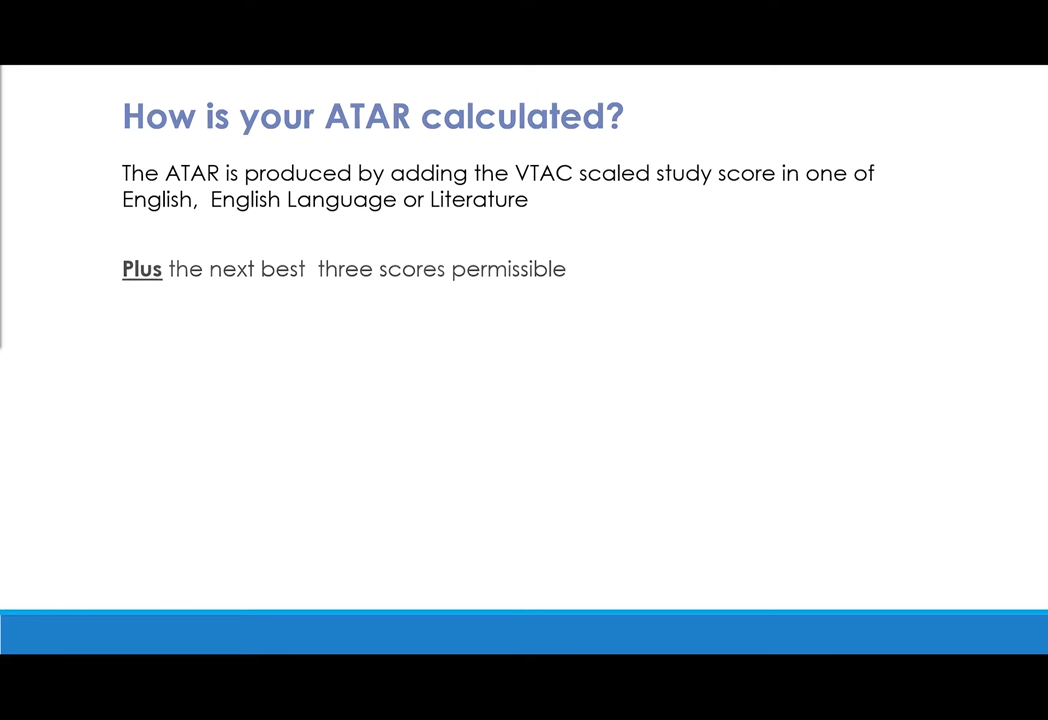 How is your ATAR calculated?
The ATAR is produced by adding the VTAC scaled study score in one of
English,  English Language or Literature
Plus the next best  three scores permissible